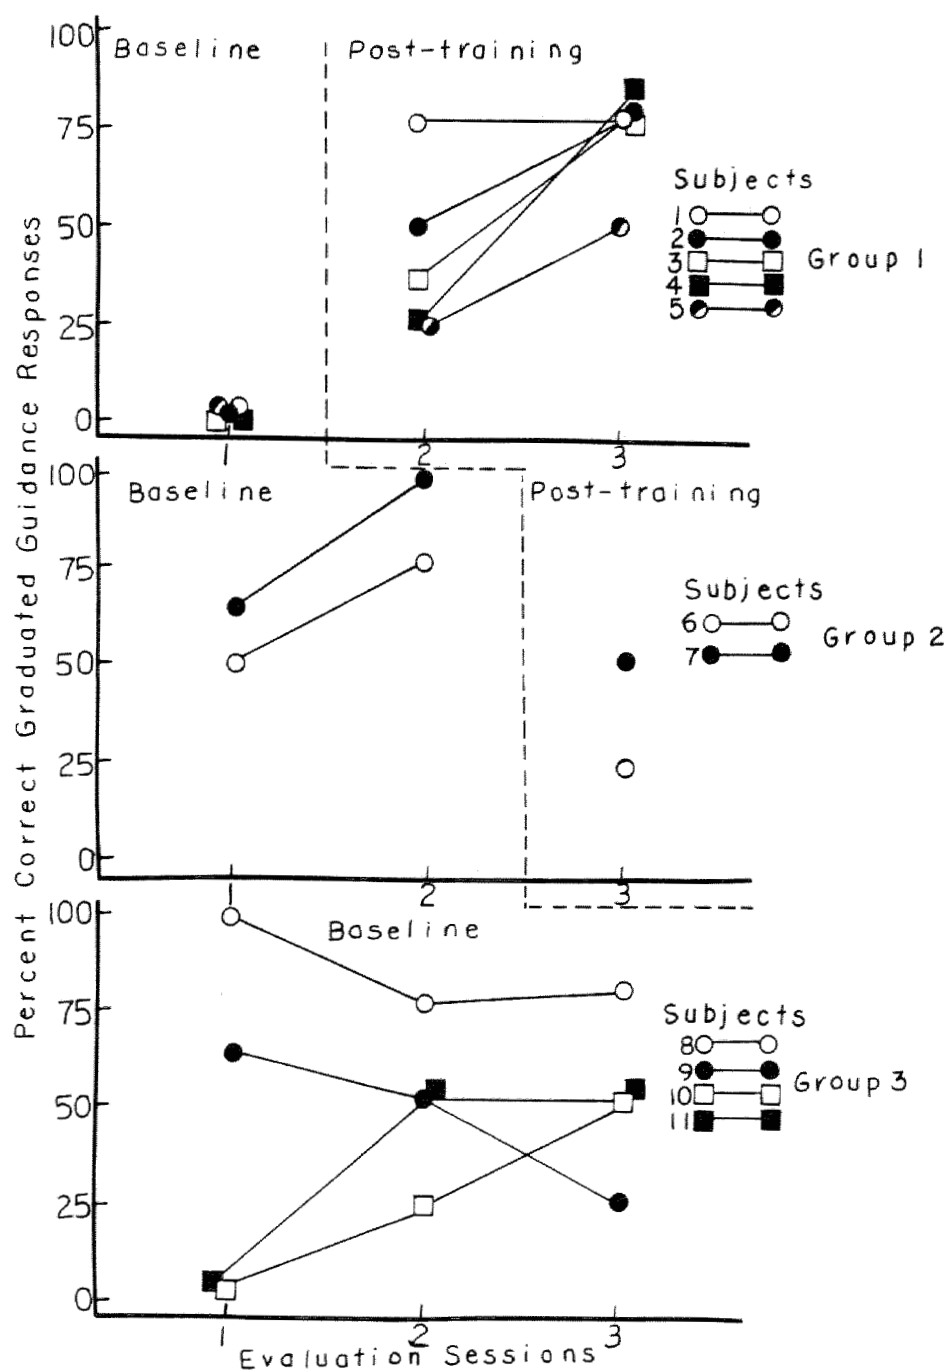 Percent Correct Graduated Guidance Responses
100
75
50
25
0
Baseline
Post-training
1
2
3
Subjects
1
2
3
4
5
Group 1
100
75
50
25
0
Baseline
Post-training
1
2
3
Subjects
6
7
Group 2
100
75
50
25
0
Baseline
1
2
3
Subjects
8
9
10
11
Group 3
Evaluation Sessions